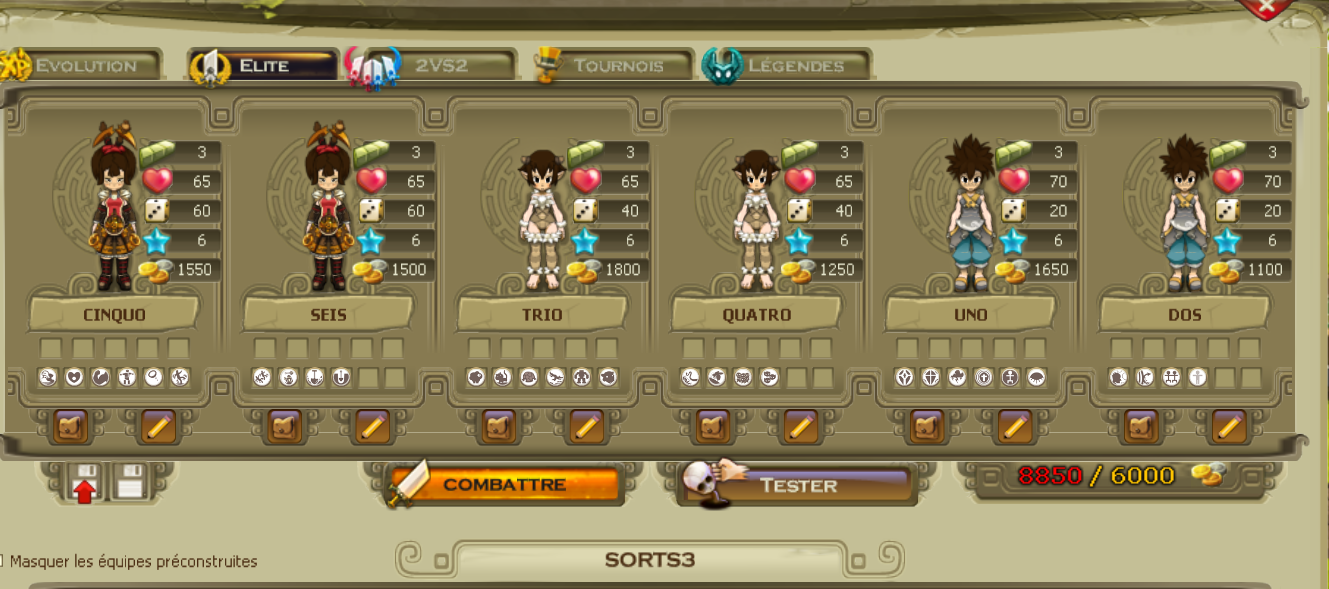 EVOLUTION
ELITE
2VS2
TOURNOIS
LÉGENDES
3 3 3 3 3 3
65 65 65 65 70 70
60 60 40 40 20 20
6 6 6 6 6 6
1550 1500 1800 1250 1650 1100
CINQUO SEIS TRIO QUATRO UNO DOS
COMBATTRE
TESTER
8850 / 6000
Masquer les équipes préconstruites
SORTS3